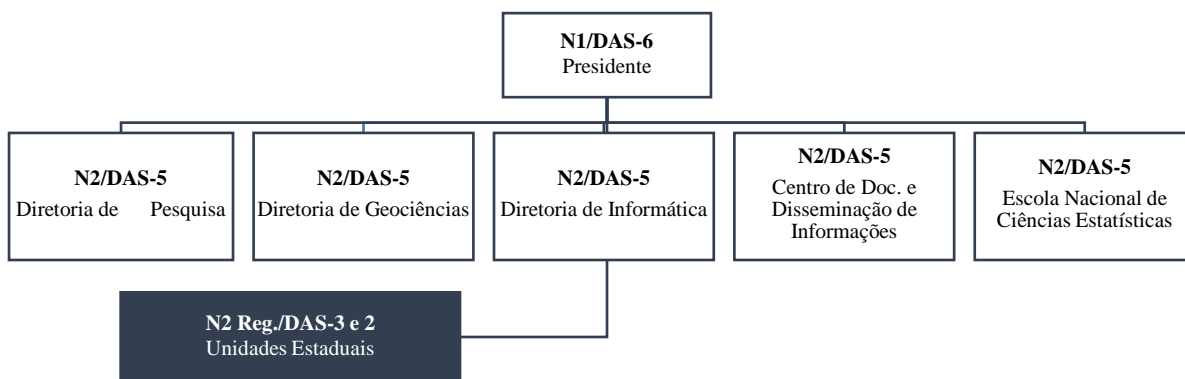 N1/DAS-6
Presidente
N2/DAS-5
Diretoria de Pesquisa
N2/DAS-5
Diretoria de Geociências
N2/DAS-5
Diretoria de Informática
N2/DAS-5
Centro de Doc. e
Disseminação de
Informações
N2/DAS-5
Escola Nacional de
Ciências Estatísticas
N2 Reg./DAS-3 e 2
Unidades Estaduais